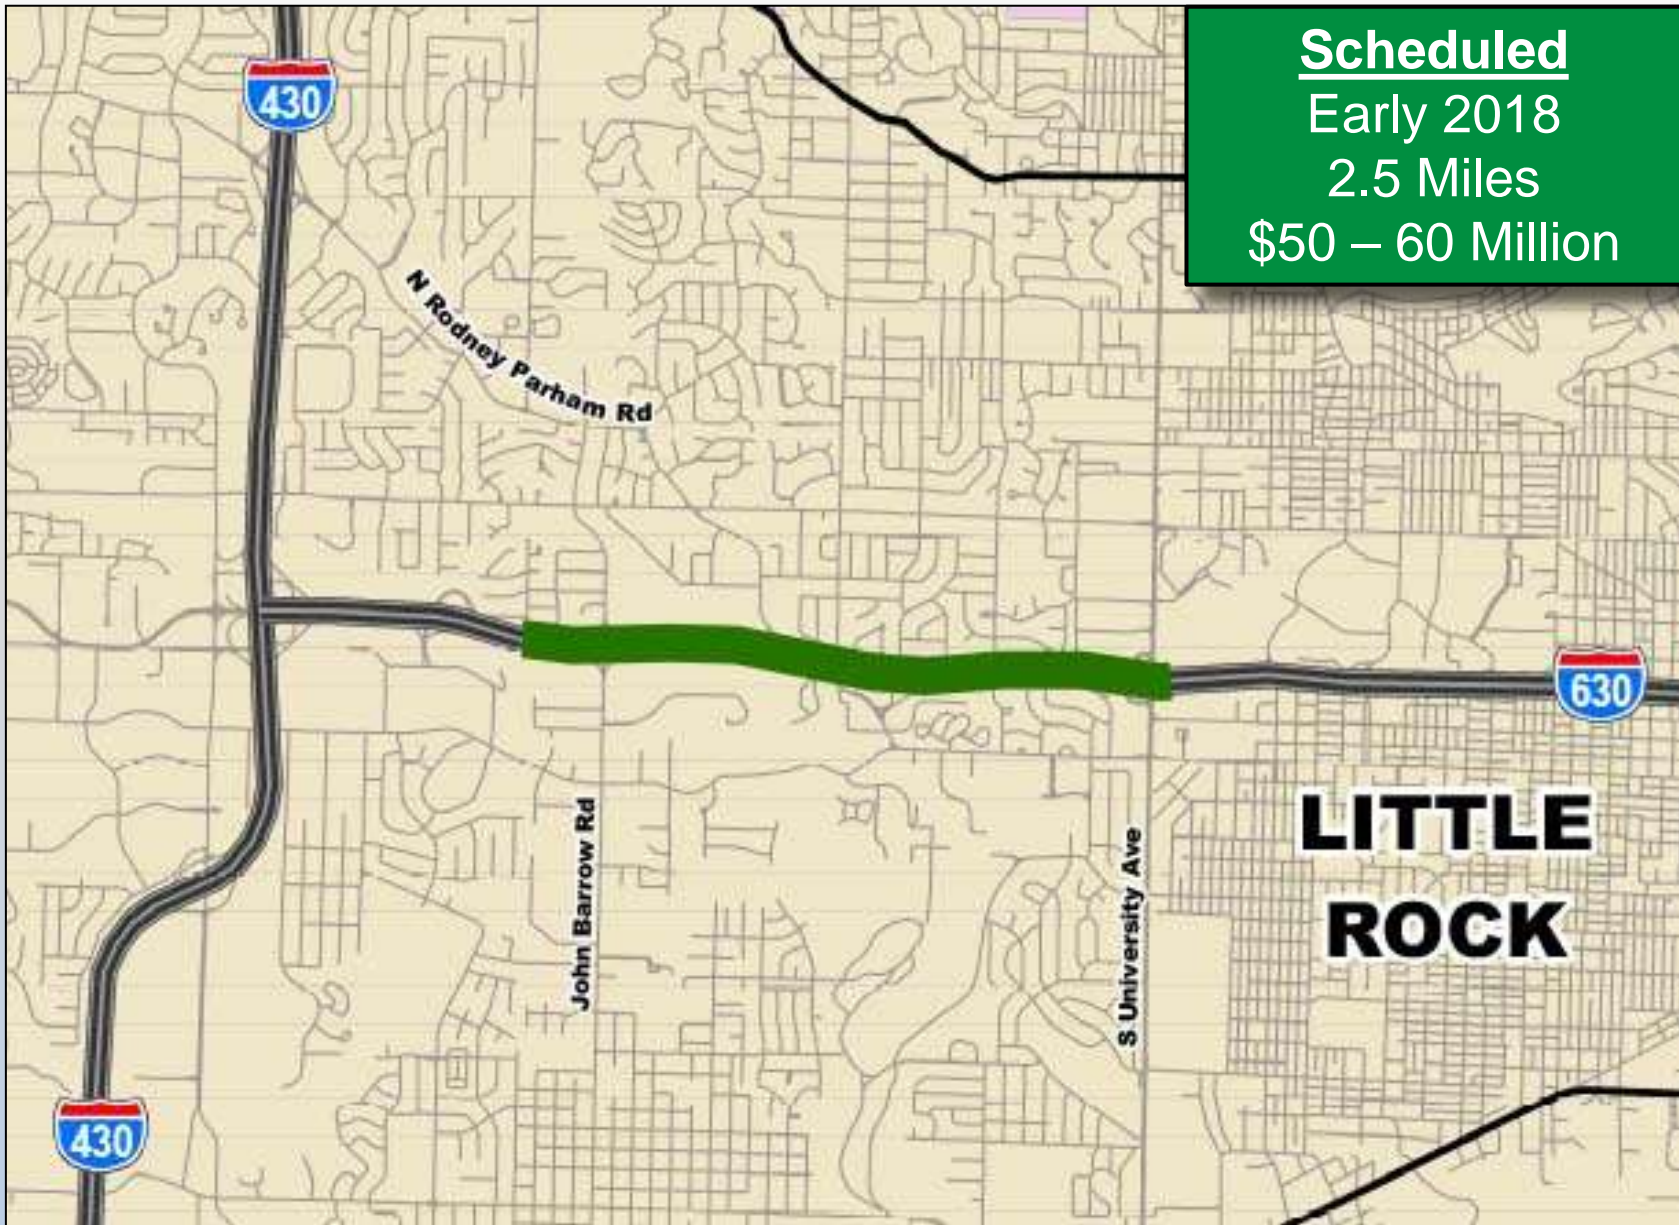 Scheduled
Early 2018
2.5 Miles
$50 – 60 Million
430
N Rodney Parham Rd
630
LITTLE
ROCK
John Barrow Rd
S University Ave
430